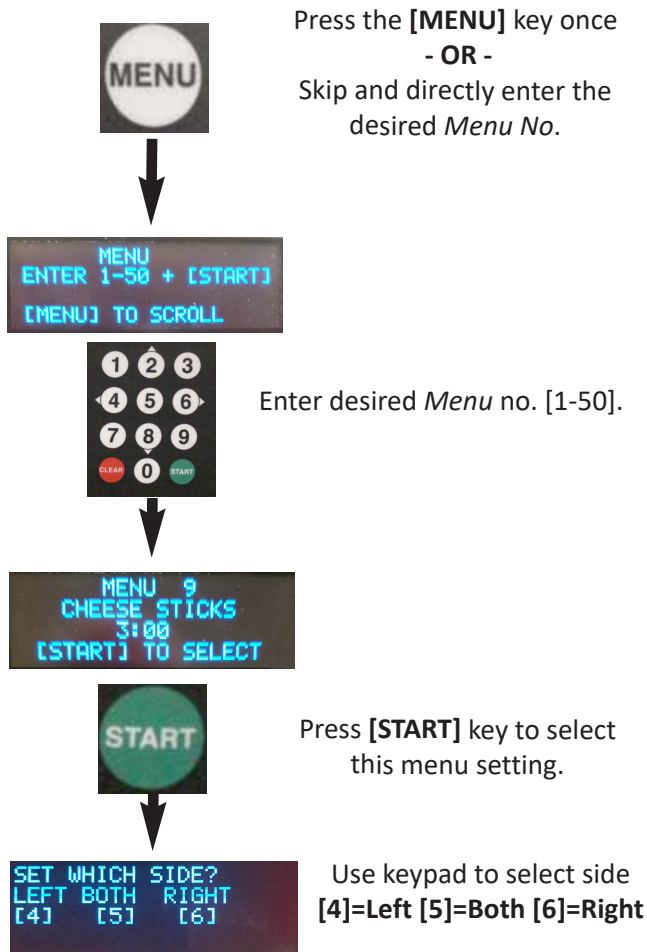 Press the [MENU] key once
- OR -
Skip and directly enter the
desired Menu No.
MENU
MENU
ENTER 1-50 + [START]
[MENU] TO SCROLL
1 2 3
4 5 6
7 8 9
CLEAR 0 START
Enter desired Menu no. [1-50].
MENU 9
CHEESE STICKS
3:00
[START] TO SELECT
START
Press [START] key to select
this menu setting.
SET WHICH SIDE?
LEFT BOTH RIGHT
[4] [5] [6]
Use keypad to select side
[4]=Left [5]=Both [6]=Right